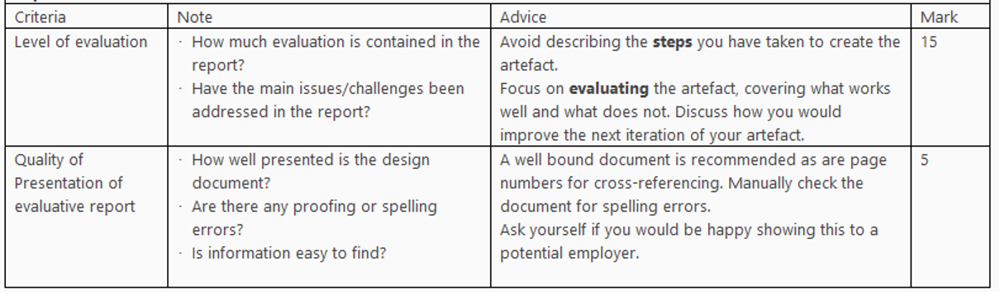 Criteria
Note
Advice
Mark
Level of evaluation
· How much evaluation is contained in the
report?
· Have the main issues/challenges been
addressed in the report?
Avoid describing the steps you have taken to create the
artefact.
Focus on evaluating the artefact, covering what works
well and what does not. Discuss how you would
improve the next iteration of your artefact.
15
Quality of
Presentation of
evaluative report
· How well presented is the design
document?
· Are there any proofing or spelling
errors?
· Is information easy to find?
A well bound document is recommended as are page
numbers for cross-referencing. Manually check the
document for spelling errors.
Ask yourself if you would be happy showing this to a
potential employer.
5